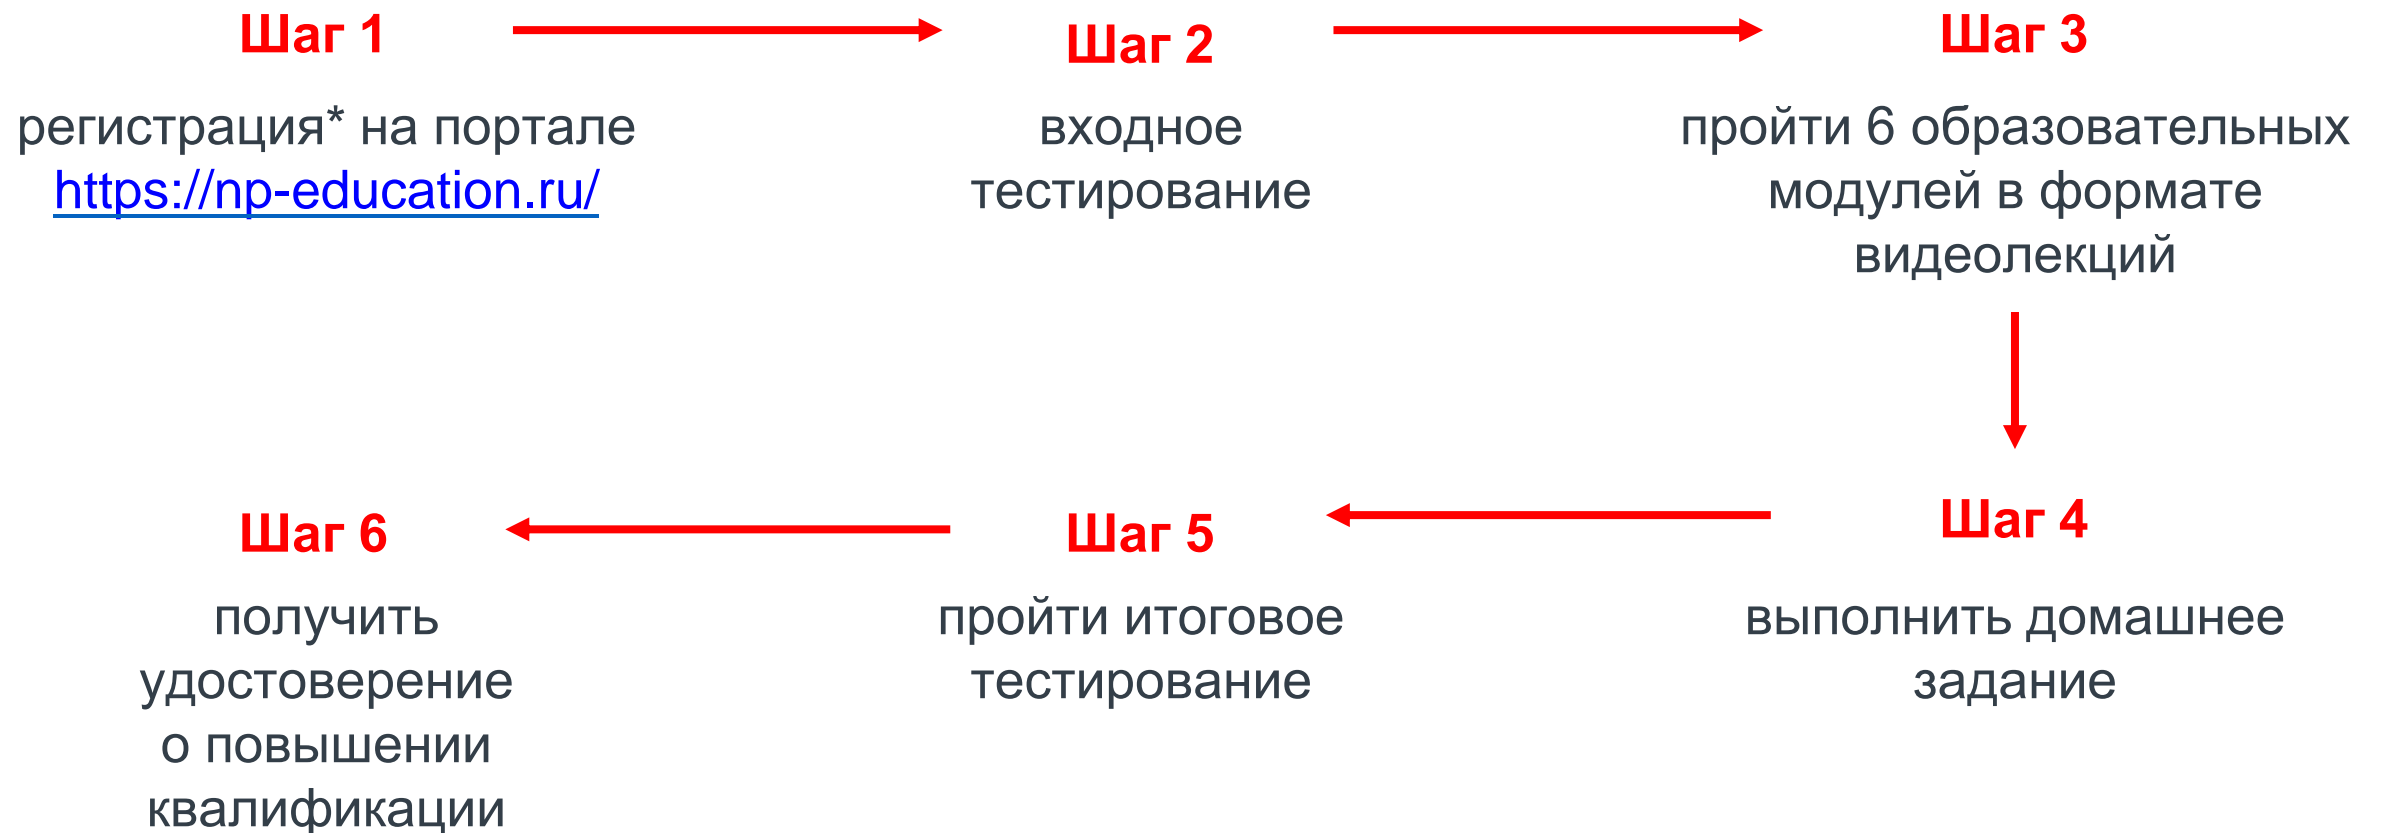 Шаг 1
регистрация* на портале
https://np-education.ru/
Шаг 2
входное
тестирование
Шаг 3
пройти 6 образовательных
модулей в формате
видеолекций
Шаг 4
выполнить домашнее
задание
Шаг 5
пройти итоговое
тестирование
Шаг 6
получить
удостоверение
о повышении
квалификации